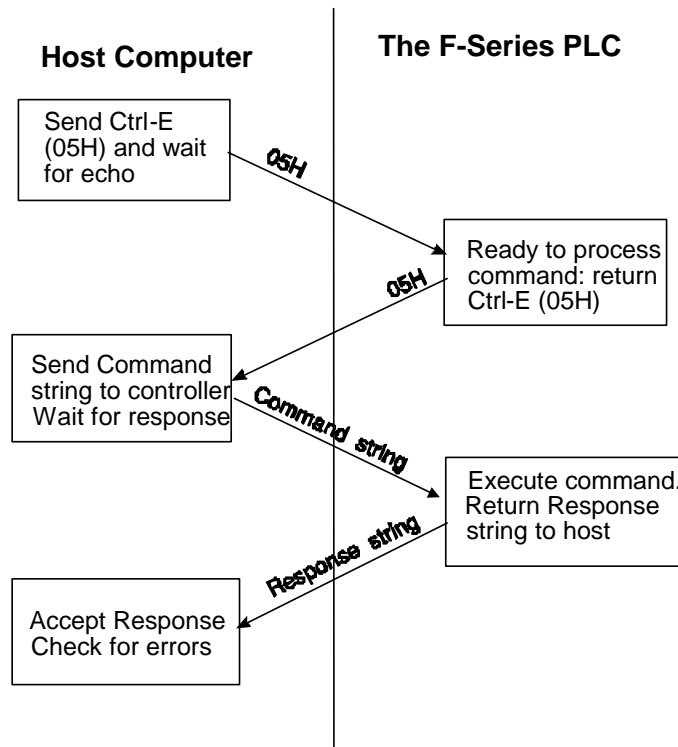 Host Computer
The F-Series PLC
Send Ctrl-E
(05H) and wait
for echo
05H
Ready to process
command: return
Ctrl-E (05H)
05H
Send Command
string to controller
Wait for response
Command string
Execute command.
Return Response
string to host
Response string
Accept Response
Check for errors